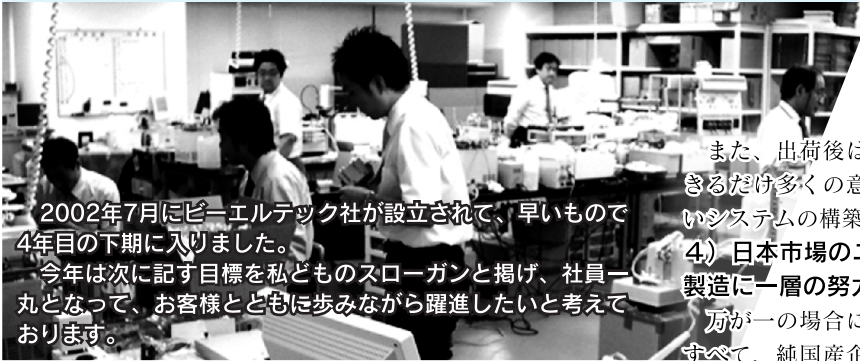 2002年7月にビーエルテック社が設立されて、早いもので
4年目の下期に入りました。
今年は次に記す目標を私どものスローガンと掲げ、社員一
丸となって、お客様とともに歩みながら躍進したいと考えて
おります。
また、出荷後は
きるだけ多くの意
いシステムの構築
4）日本市場の
製造に一層の努
万が一の場合に
すべて、純国産